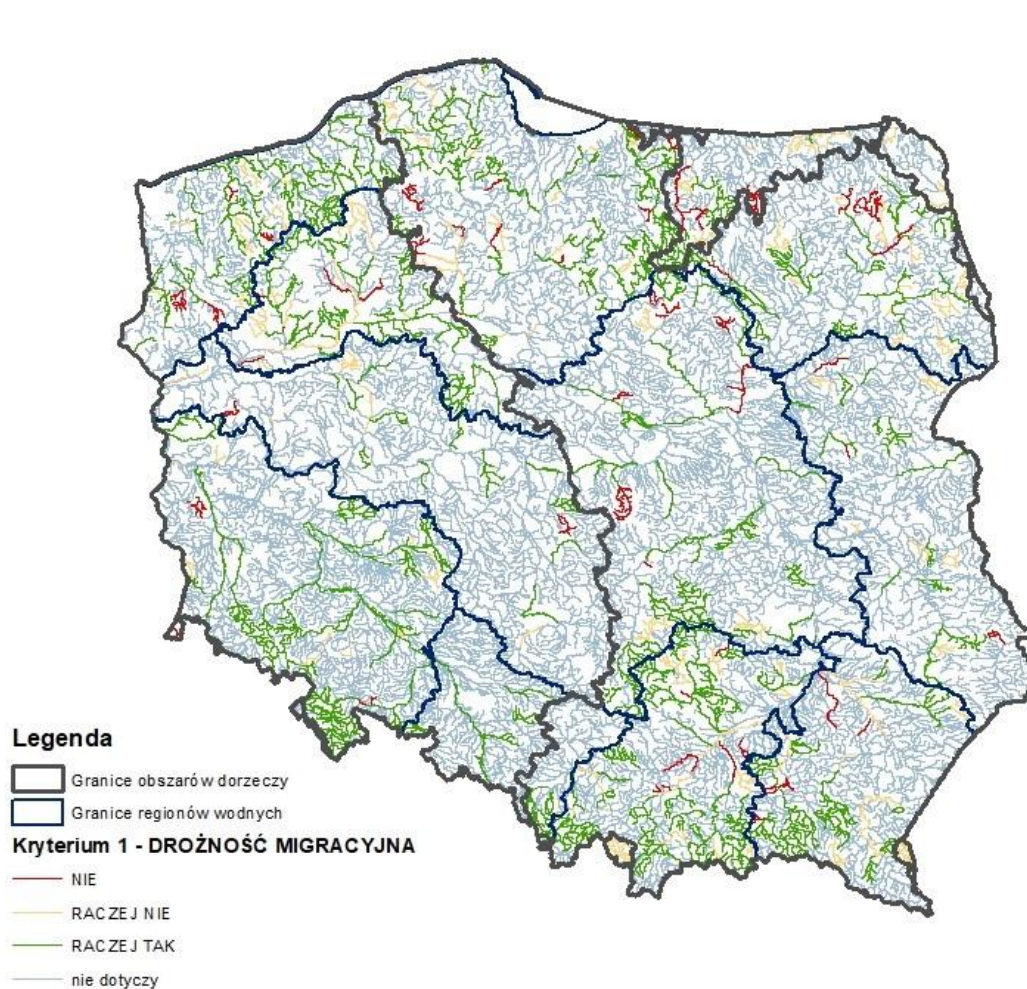 Legenda
Granice obszarów dorzeczy
Granice regionów wodnych
Kryterium 1 - DROŻNOŚĆ MIGRACYJNA
NIE
RACZEJ NIE
RACZEJ TAK
nie dotyczy